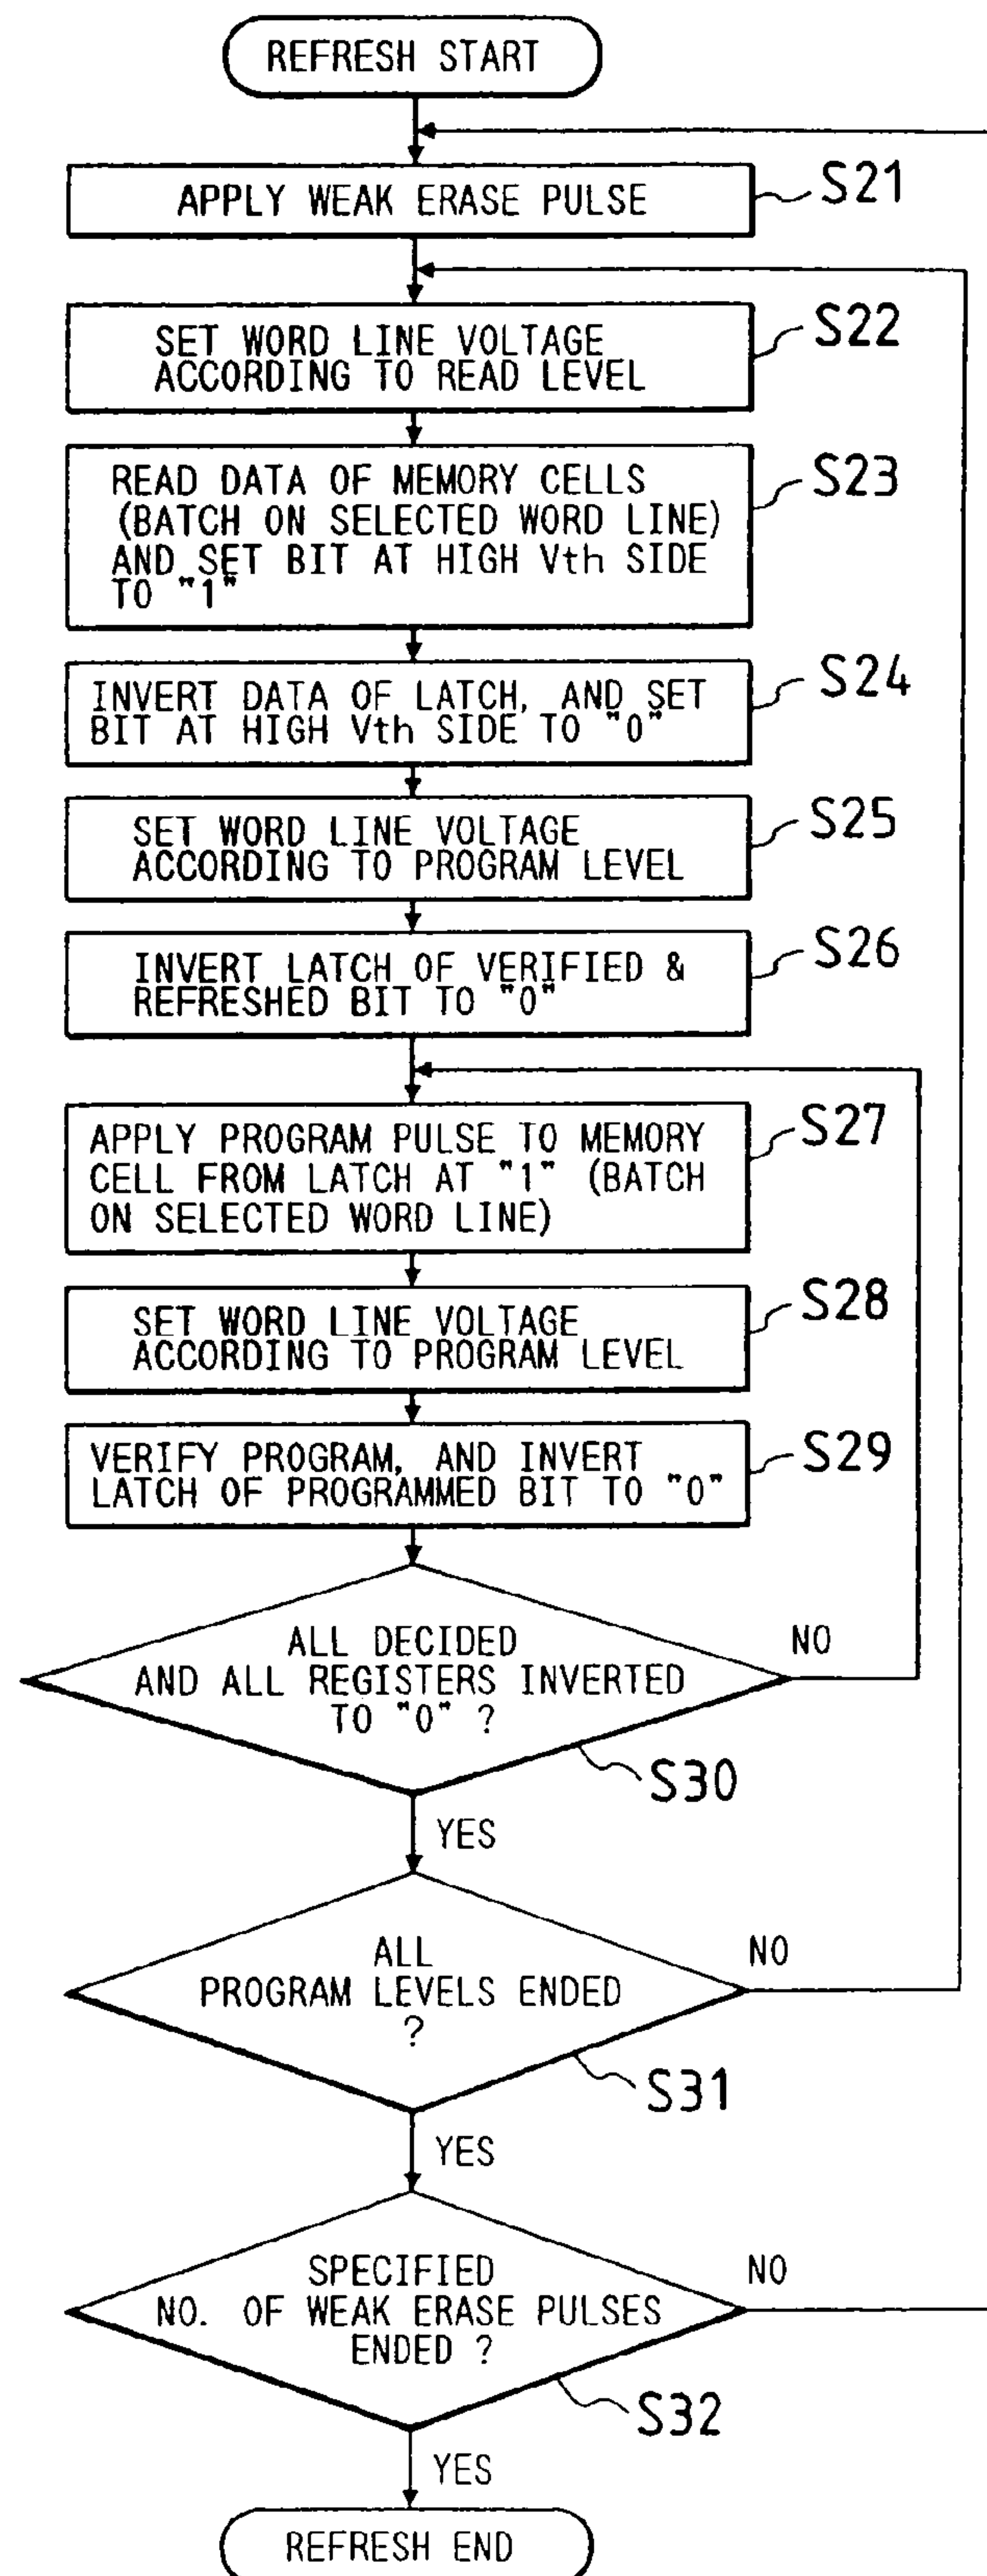 REFRESH START
APPLY WEAK ERASE PULSE
S21
SET WORD LINE VOLTAGE
ACCORDING TO READ LEVEL
S22
READ DATA OF MEMORY CELLS
(BATCH ON SELECTED WORD LINE)
AND SET BIT AT HIGH Vth SIDE
TO "1"
S23
INVERT DATA OF LATCH, AND SET
BIT AT HIGH Vth SIDE TO "0"
S24
SET WORD LINE VOLTAGE
ACCORDING TO PROGRAM LEVEL
S25
INVERT LATCH OF VERIFIED &
REFRESHED BIT TO "0"
S26
APPLY PROGRAM PULSE TO MEMORY
CELL FROM LATCH AT "1" (BATCH
ON SELECTED WORD LINE)
S27
SET WORD LINE VOLTAGE
ACCORDING TO PROGRAM LEVEL
S28
VERIFY PROGRAM, AND INVERT
LATCH OF PROGRAMMED BIT TO "0"
S29
ALL DECIDED
AND ALL REGISTERS INVERTED
TO "0" ?
NO
S30
YES
ALL
PROGRAM LEVELS ENDED
?
NO
S31
YES
SPECIFIED
NO. OF WEAK ERASE PULSES
ENDED ?
NO
S32
YES
REFRESH END